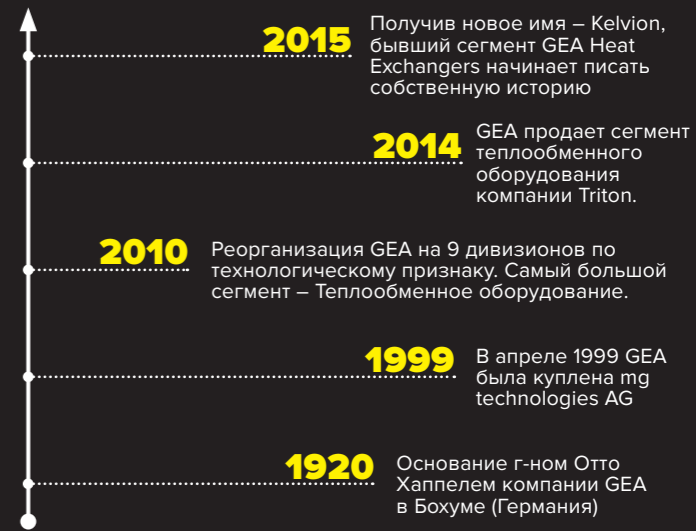 2015
Получив новое имя – Kelvion,
бывший сегмент GEA Heat
Exchangers начинает писать
собственную историю
2014
GEA продает сегмент
теплообменного
оборудования
компании Triton.
2010
Реорганизация GEA на 9 дивизионов по
технологическому признаку. Самый большой
сегмент – Теплообменное оборудование.
1999
В апреле 1999 GEA
была куплена mg
technologies AG
1920
Основание г-ном Отто
Хаппелем компании GEA
в Бохуме (Германия)